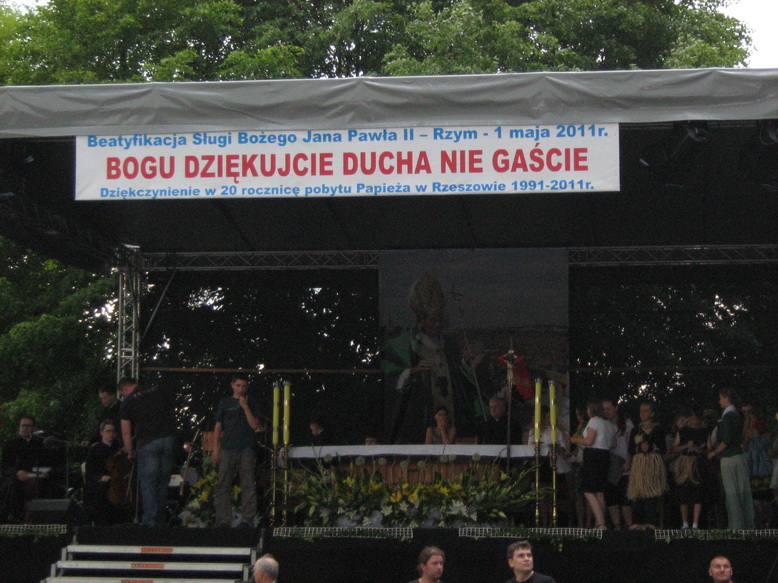 Beatyfikacja Sługi Bożego Jana Pawła II – Rzym - 1 maja 2011r.
BOGU DZIĘKUJCIE DUCHA NIE GAŚCIE
Dziękczynienie w 20 rocznicę pobytu Papieża w Rzeszowie 1991-2011r.